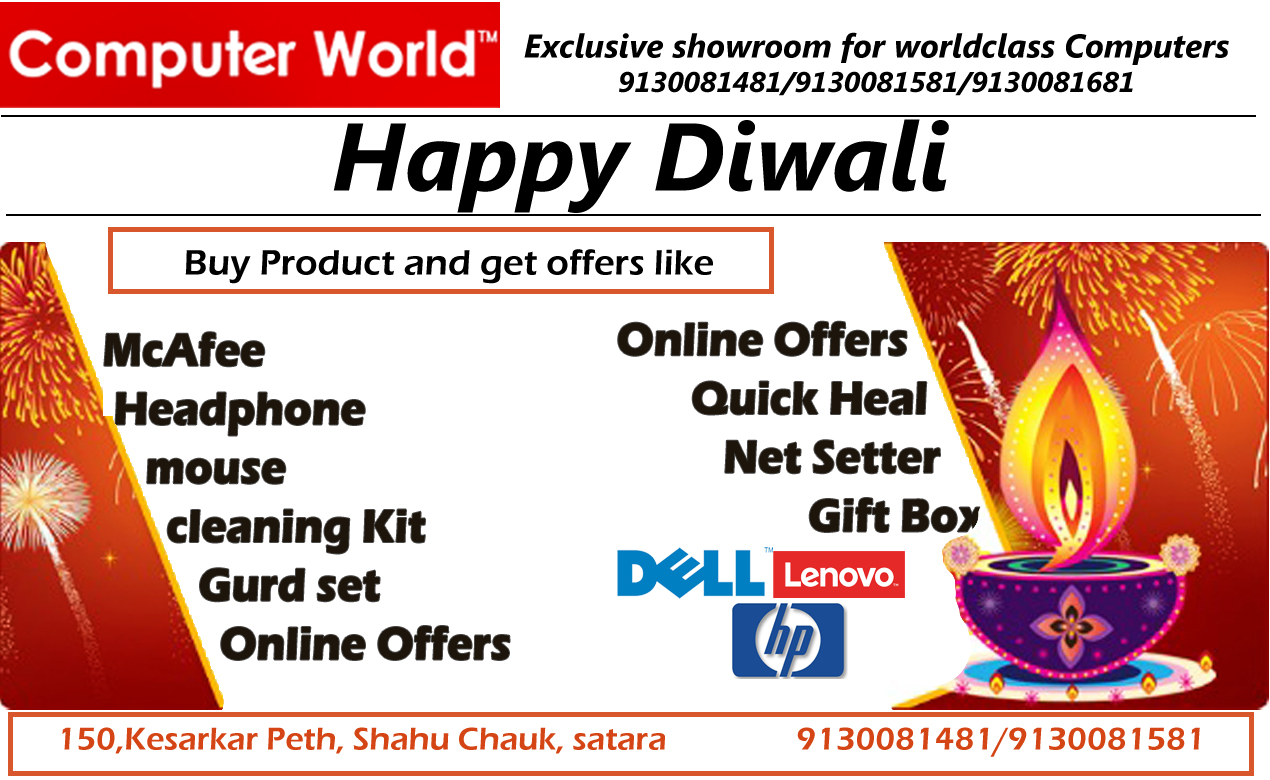 Computer World™
Exclusive showroom for worldclass Computers
9130081481/9130081581/9130081681
Happy Diwali
Buy Product and get offers like
McAfee
Headphone
mouse
cleaning Kit
Gurd set
Online Offers
Online Offers
Quick Heal
Net Setter
Gift Box
DELL™
Lenovo™
hp
150,Kesarkar Peth, Shahu Chauk, satara
9130081481/9130081581